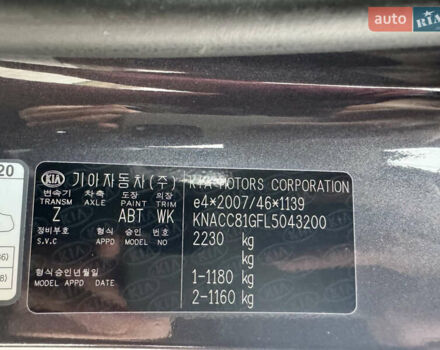 auto RIA
20
KIA 기아자동차(주) KIA MOTORS CORPORATION
변속기 차축 도장 의장
TRANSM AXLE PAINT TRIM
Z ABT WK
e4*2007/46*1139
KNACC81GFL5043200
정비부호 형식 승인 번호
S.V.C APPD MODEL NO.
2230 kg
kg
형식승인년월일
MODEL APPD DATE
1-1180 kg
2-1160 kg